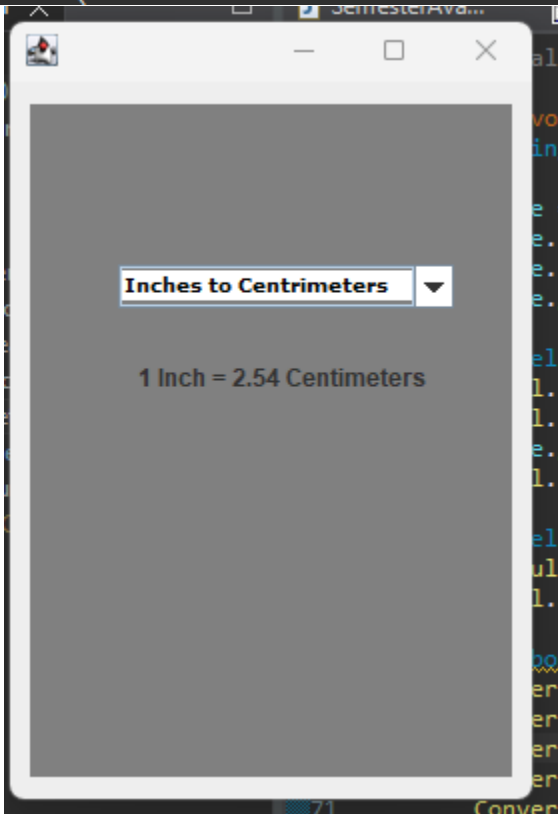 SemesterAva...
Inches to Centrimeters
1 Inch = 2.54 Centimeters
71
Conver